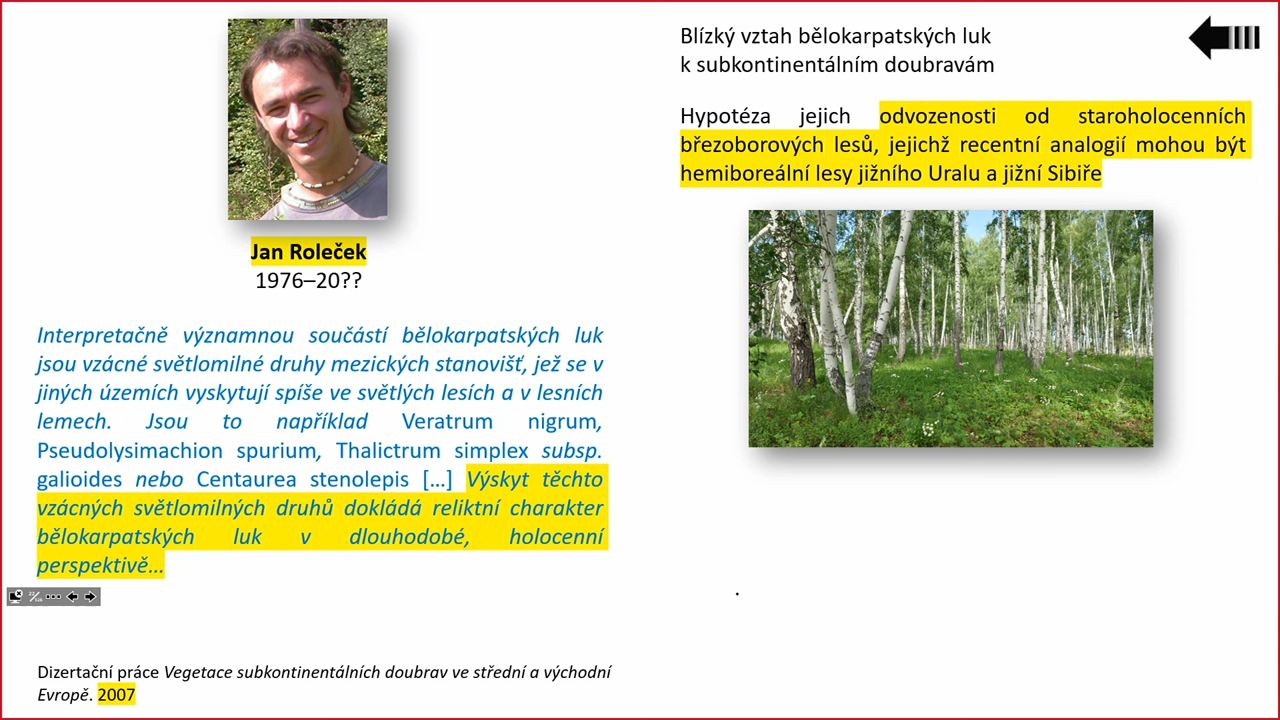 Jan Roleček
1976–20??
Interpretačně významnou součástí bělokarpatských luk
jsou vzácné světlomilné druhy mezických stanovišť, jež se v
jiných územích vyskytují spíše ve světlých lesích a v lesních
lemech. Jsou to například Veratrum nigrum,
Pseudolysimachion spurium, Thalictrum simplex subsp.
galioides nebo Centaurea stenolepis [...] Výskyt těchto
vzácných světlomilných druhů dokládá reliktní charakter
bělokarpatských luk v dlouhodobé, holocenní
perspektivě...
Dizertační práce Vegetace subkontinentálních doubrav ve střední a východní
Evropě. 2007
Blízký vztah bělokarpatských luk
k subkontinentálním doubravám
Hypotéza jejich odvozenosti od staroholocenních
březoborových lesů, jejichž recentní analogií mohou být
hemiboreální lesy jižního Uralu a jižní Sibiře